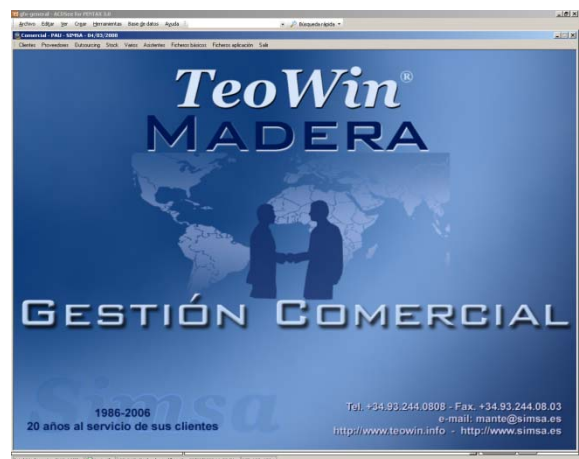 Archivo Editar Ver Organ Herramientas Base de datos Ayuda Búsqueda rápida
Comercial - PAU - SIMSA - 04/03/2008
Clientes Proveedores Outsourcing Stock Varios Asistentes Ficheros básicos Ficheros aplicación Salir
TeoWin®
MADERA
GESTIÓN COMERCIAL
Simsa
1986-2006
20 años al servicio de sus clientes
Tel. +34.93.244.0808 - Fax. +34.93.244.08.03
e-mail: mante@simsa.es
http://www.teowin.info - http://www.simsa.es